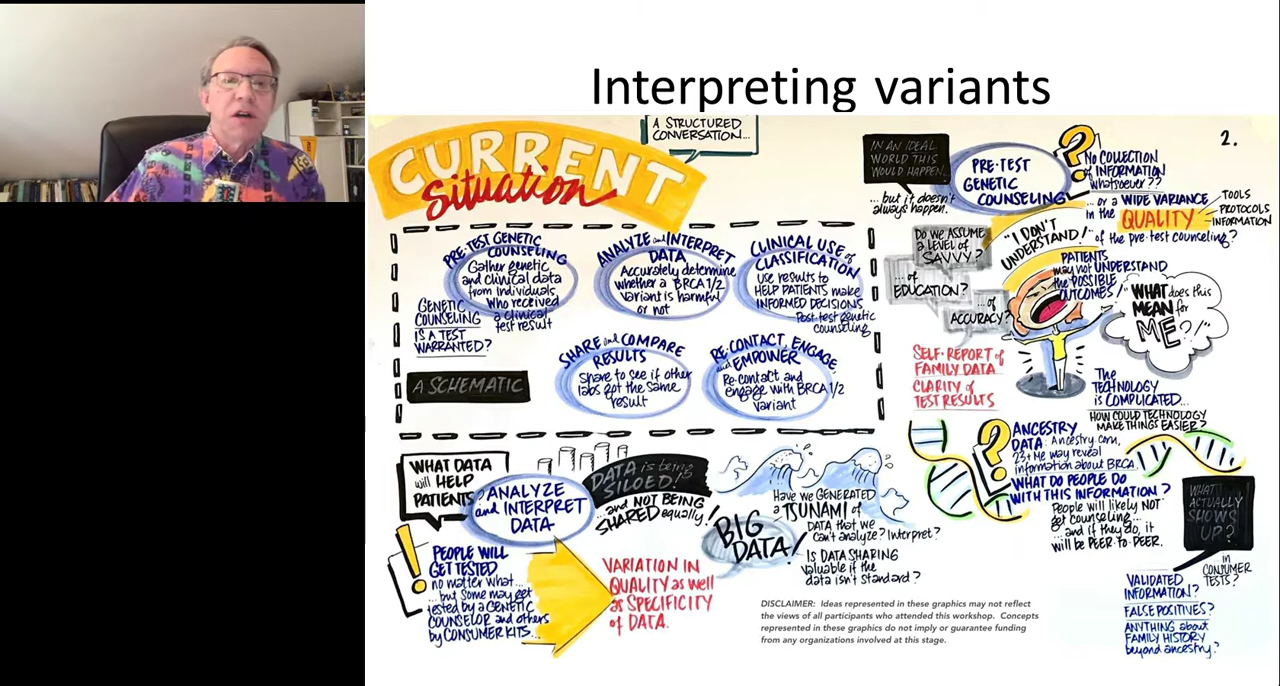 Interpreting variants
A STRUCTURED
CONVERSATION...
CURRENT
Situation
PRE-TEST GENETIC
COUNSELING
Gather genetic
and clinical data
from individuals,
who received
a clinical
test result
GENETIC
COUNSELING
IS A TEST
WARRANTED?
ANALYZE and INTERPRET
DATA
Accurately determine
whether a BRCA 1/2
variant is harmful
or not
CLINICAL USE of
CLASSIFICATION
USE results to
HELP PATIENTS make
INFORMED DECISIONS
Post-test genetic
counseling
A SCHEMATIC
SHARE and COMPARE
RESULTS
Share to see if other
labs got the same
result
RE-CONTACT, ENGAGE,
and EMPOWER
Re-contact and
engage with BRCA 1/2
variant
WHAT DATA
will HELP
PATIENTS?
ANALYZE
and INTERPRET
DATA
DATA is being
SILOED!
...and NOT BEING
SHARED equally!
PEOPLE WILL
GET TESTED
no matter what...
...but some may get
tested by a GENETIC
COUNSELOR and others
by CONSUMER KITS...
VARIATION IN
QUALITY as well
as SPECIFICITY
of DATA.
BIG
DATA!
Have we GENERATED
a TSUNAMI of
DATA that we
can't analyze? Interpret?
IS DATA SHARING
valuable if the
data isn't standard?
DISCLAIMER: Ideas represented in these graphics may not reflect
the views of all participants who attended this workshop. Concepts
represented in these graphics do not imply or guarantee funding
from any organizations involved at this stage.
2.
IN AN IDEAL
WORLD THIS
WOULD HAPPEN.
...but it doesn't
always happen.
PRE-TEST
GENETIC
COUNSELING
?
No COLLECTION
of INFORMATION
whatsoever??
...or a WIDE VARIANCE
in the QUALITY
TOOLS
PROTOCOLS
INFORMATION
of the pre-test counseling?
DO WE ASSUME
A LEVEL of
SAVVY?
...of
EDUCATION?
...of
ACCURACY?
"I DON'T
UNDERSTAND!"
PATIENTS
may not UNDERSTAND
the POSSIBLE
OUTCOMES!
"WHAT does this
MEAN for
ME?!"
SELF-REPORT of
FAMILY DATA
CLARITY of
TEST RESULTS
The
TECHNOLOGY
is COMPLICATED...
HOW COULD TECHNOLOGY
MAKE THINGS EASIER?
?
ANCESTRY
DATA: Ancestry.com,
23+Me may reveal
information about BRCA.
WHAT DO PEOPLE DO
WITH THIS INFORMATION?
People will likely NOT
get counseling...
...and if they do, it
will be PEER-TO-PEER.
WHAT
ACTUALLY
SHOWS
UP?
in
CONSUMER
TESTS?
VALIDATED
INFORMATION?
FALSE POSITIVES?
ANYTHING about
FAMILY HISTORY
beyond ancestry?